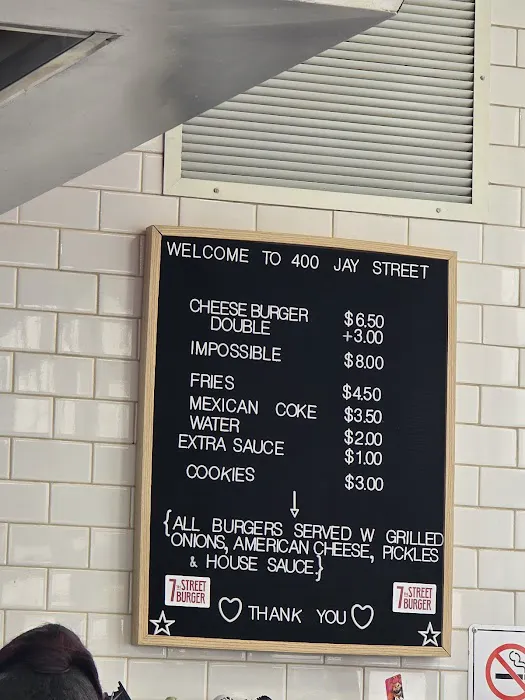 WELCOME TO 400 JAY STREET
CHEESE BURGER $6.50
DOUBLE +3.00
IMPOSSIBLE $8.00
FRIES $4.50
MEXICAN COKE $3.50
WATER $2.00
EXTRA SAUCE $1.00
COOKIES $3.00
{ALL BURGERS SERVED W GRILLED
ONIONS, AMERICAN CHEESE, PICKLES
& HOUSE SAUCE}
7TH STREET
BURGER
7TH STREET
BURGER
THANK YOU